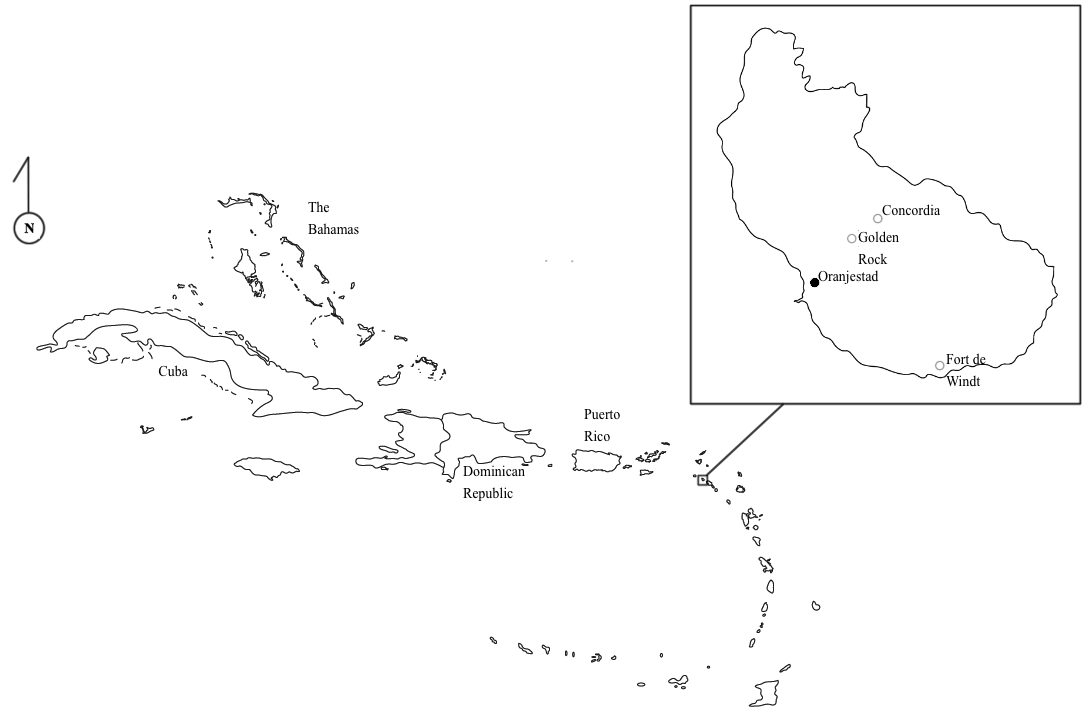 N
The
Bahamas
Cuba
Dominican
Republic
Puerto
Rico
Concordia
Golden
Rock
Oranjestad
Fort de
Windt